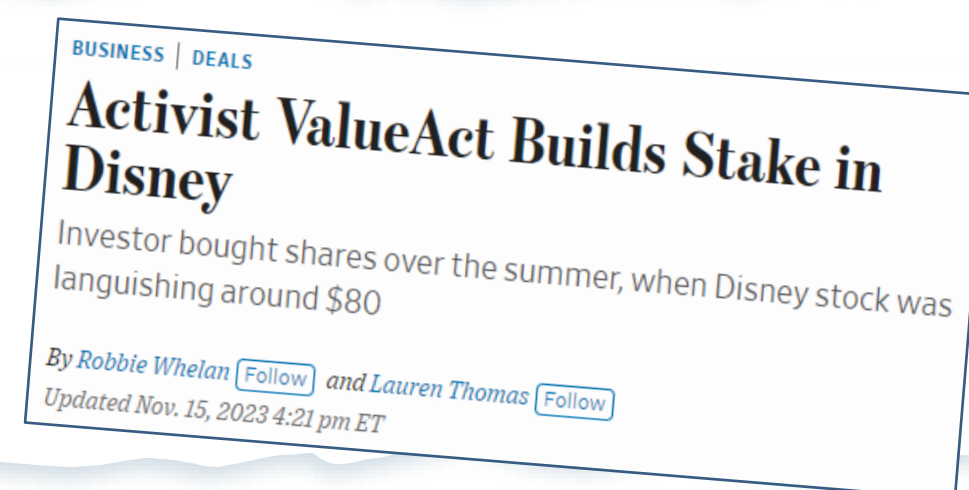 BUSINESS | DEALS
Activist ValueAct Builds Stake in
Disney
Investor bought shares over the summer, when Disney stock was
languishing around $80
By Robbie Whelan Follow and Lauren Thomas Follow
Updated Nov. 15, 2023 4:21 pm ET